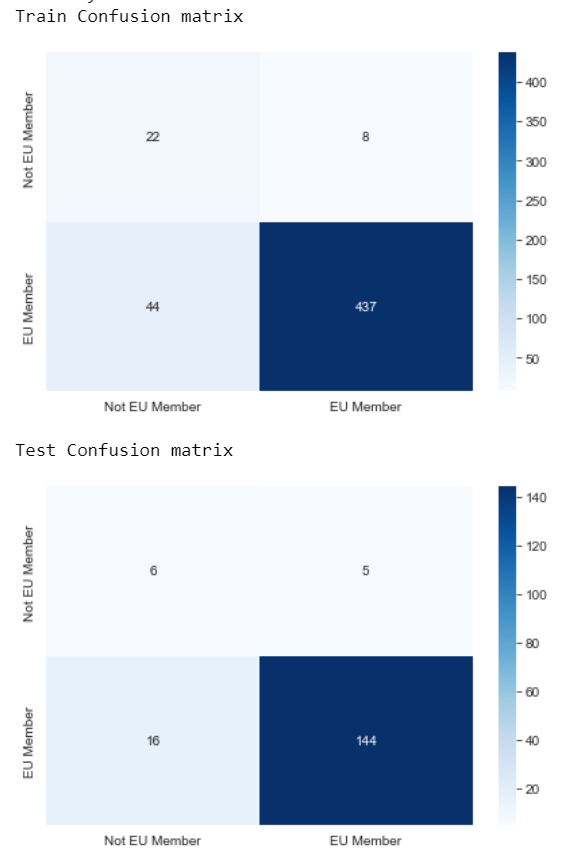 Train Confusion matrix
Not EU Member
22
8
400
350
300
250
200
150
100
50
EU Member
44
437
Not EU Member
EU Member
Test Confusion matrix
Not EU Member
6
5
140
120
100
80
60
40
20
EU Member
16
144
Not EU Member
EU Member